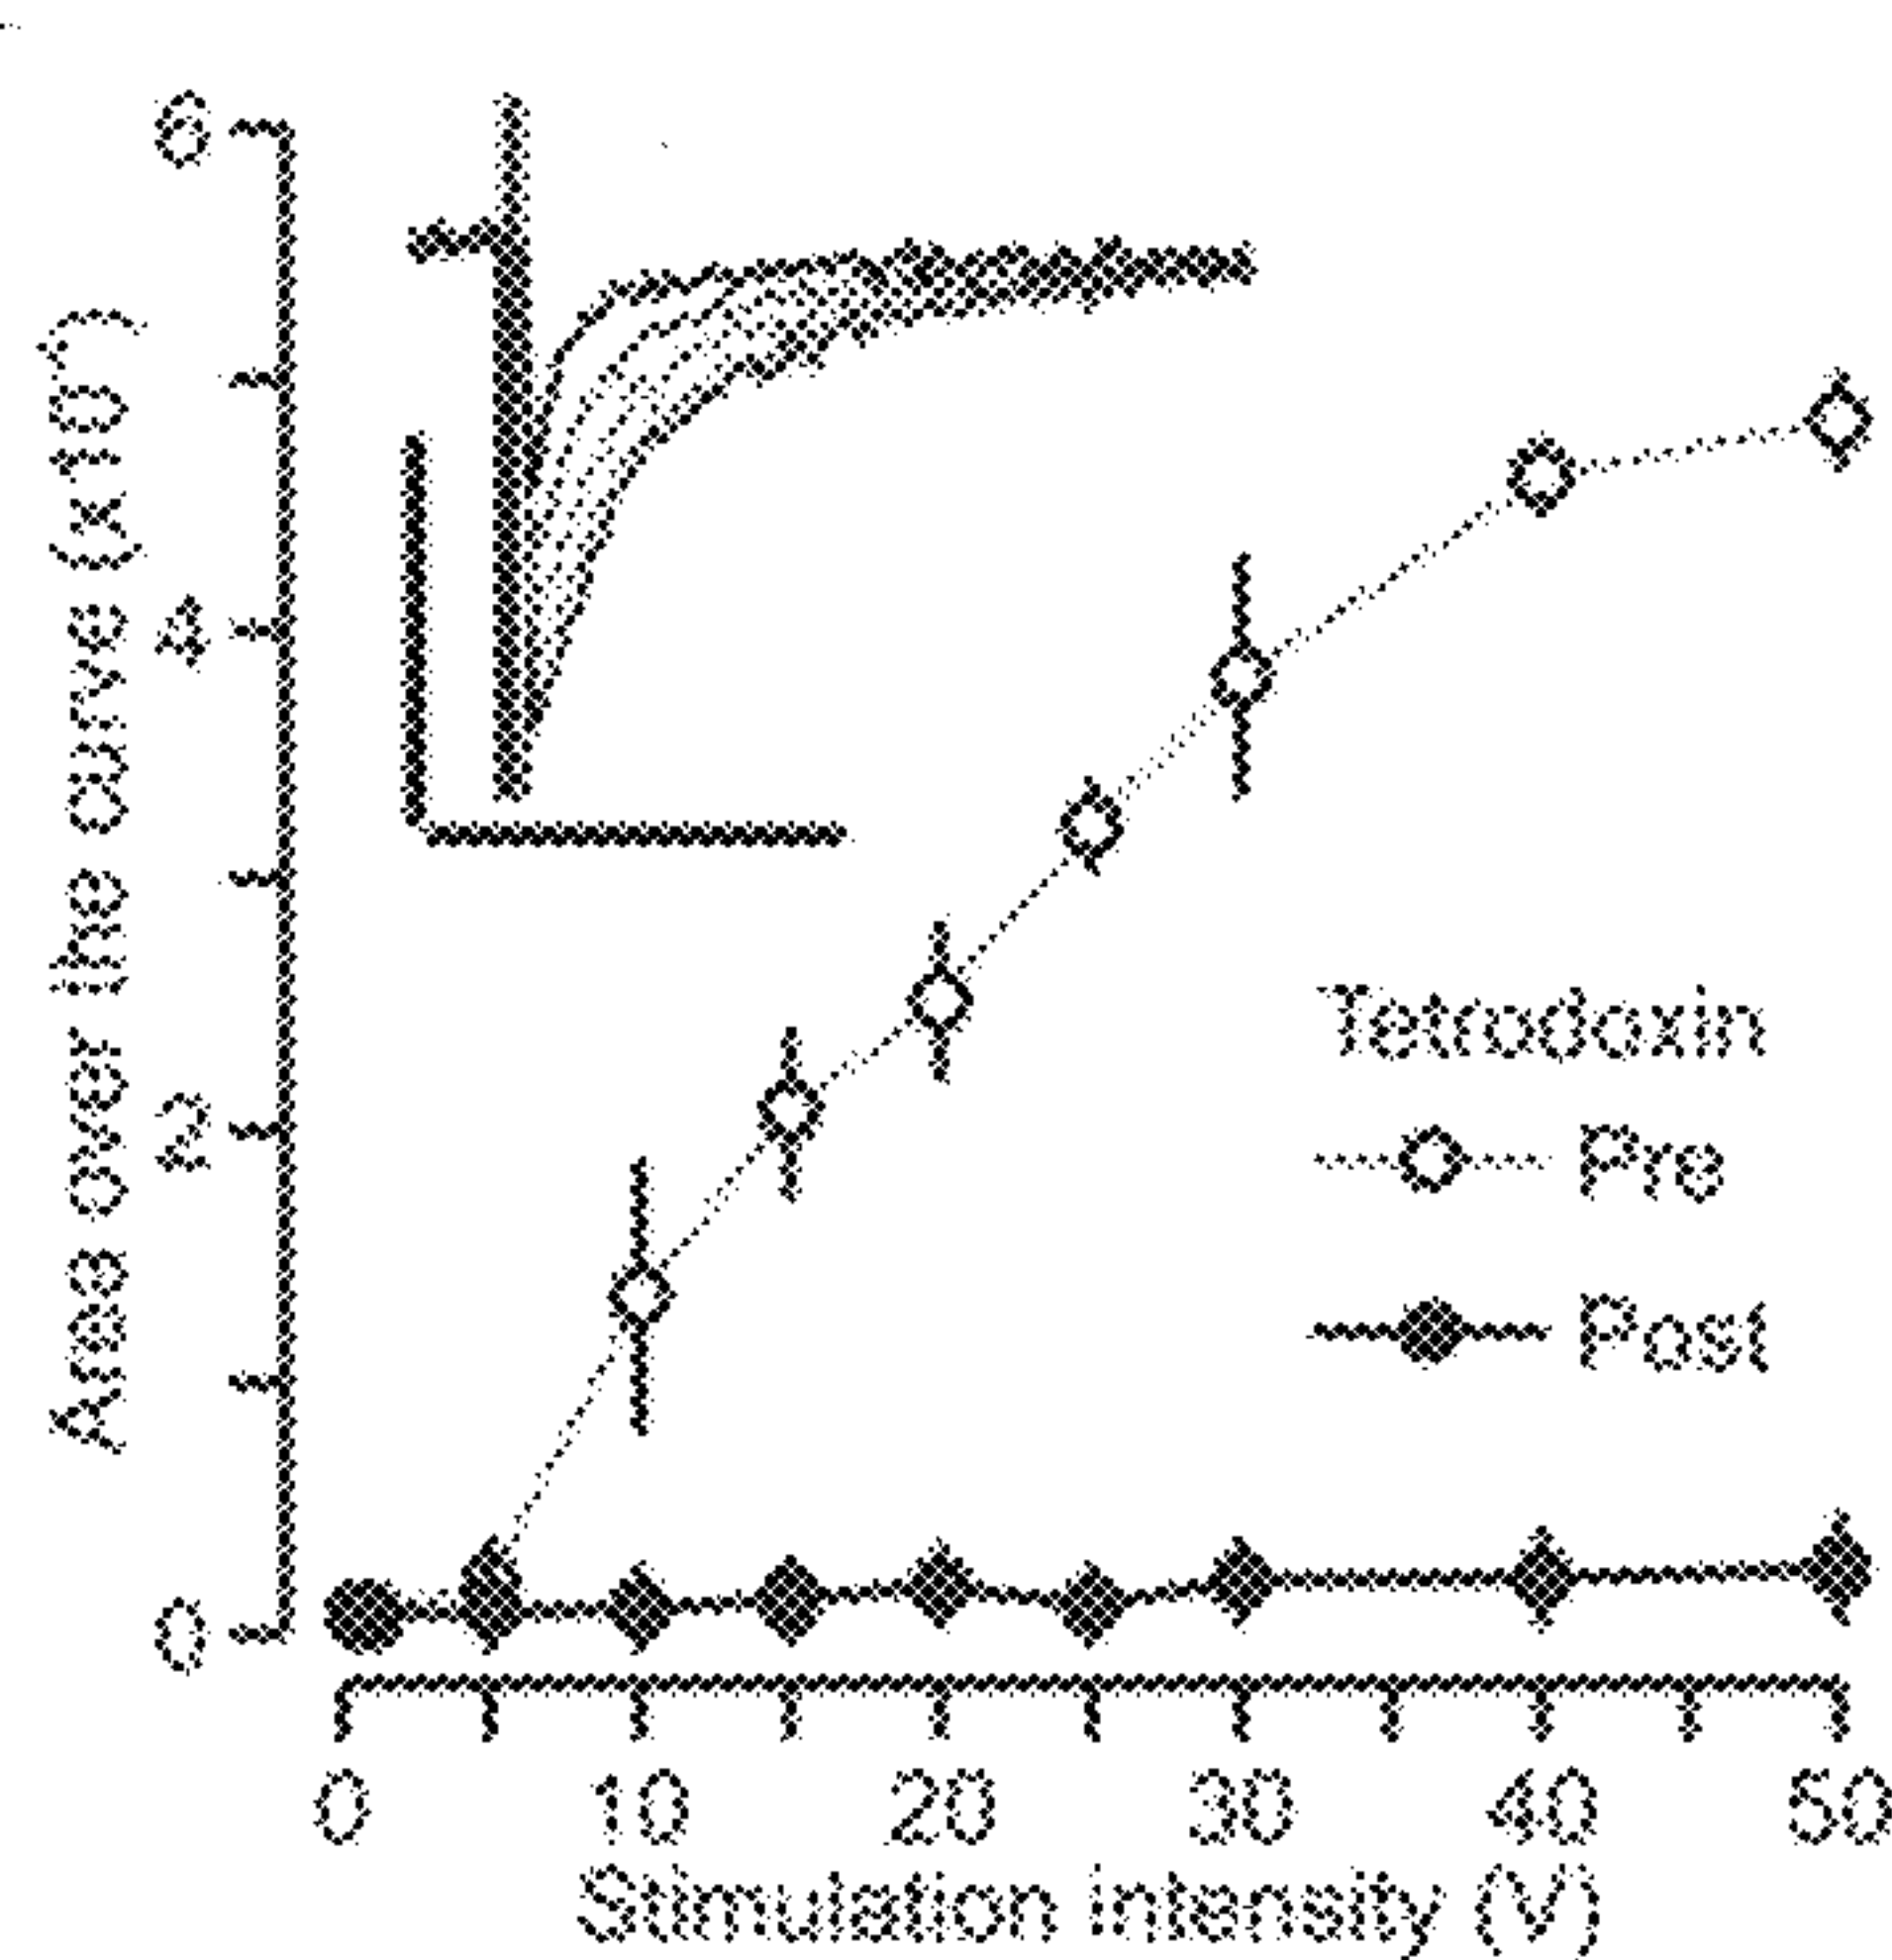 Area over the curve (x10⁻)
6
4
2
0
Tetrodoxin
Pre
Post
0 10 20 30 40 50
Stimulation intensity (V)